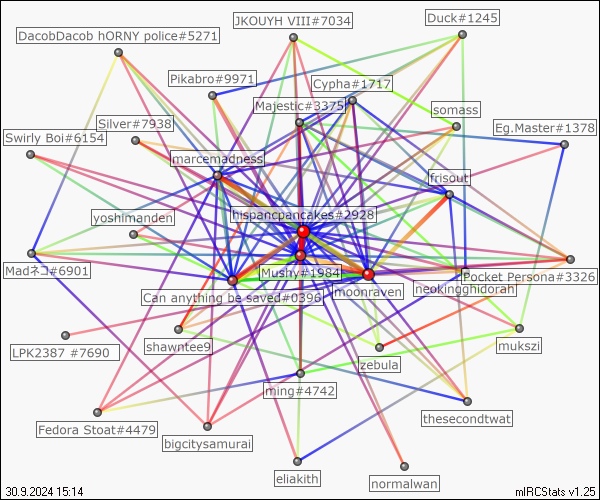 JKOUYH VIII#7034
Duck#1245
DacobDacob hORNY police#5271
Pikabro#9971
Cypha#1717
Majestic#3375
somass
Silver#7938
Eg.Master#1378
Swirly Boi#6154
marcemadness
frisout
hispancpancakes#2928
yoshimanden
Madネコ#6901
Mushy#1984
Pocket Persona#3326
neokingghidorah
moonraven
Can anything be saved#0396
LPK2387 #7690
shawntee9
mukszi
zebula
ming#4742
thesecondtwat
Fedora Stoat#4479
bigcitysamurai
eliakith
normalwan
30.9.2024 15:14
mIRCStats v1.25